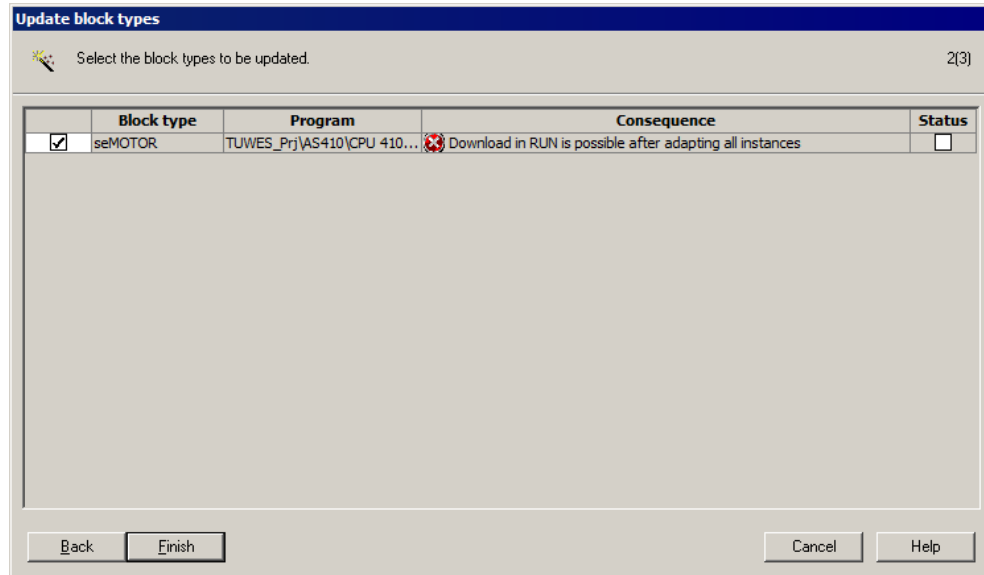 Update block types
Select the block types to be updated. 2(3)
Block type Program Consequence Status
seMOTOR TUWES_Prj\AS410\CPU 410... Download in RUN is possible after adapting all instances
Back Finish Cancel Help